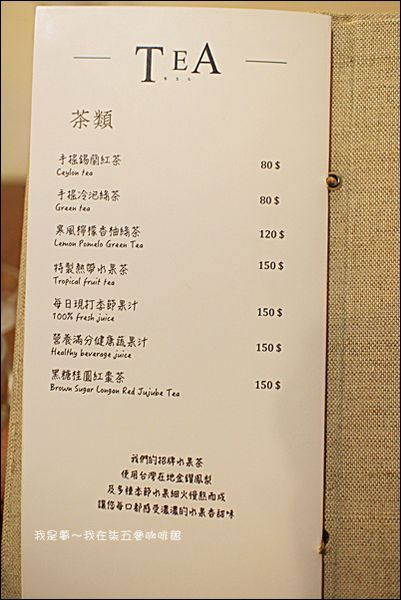 TEA
茶類
手搖錫蘭紅茶 80 $
Ceylon tea
手搖冷泡綠茶 80 $
Green tea
寒風檸檬香柚綠茶 120 $
Lemon Pomelo Green Tea
特製熱帶水果茶 150 $
Tropical fruit tea
每日現打季節果汁 150 $
100% fresh juice
營養滿分健康蔬果汁 150 $
Healthy beverage juice
黑糖桂圓紅棗茶 150 $
Brown Sugar Longan Red Jujube Tea
我們的招牌水果茶
使用台灣在地金鑽鳳梨
及多種季節水果細火慢熬而成
讓您每口都感受濃濃的水果香甜味
我是夢～我在柒五愛咖啡館